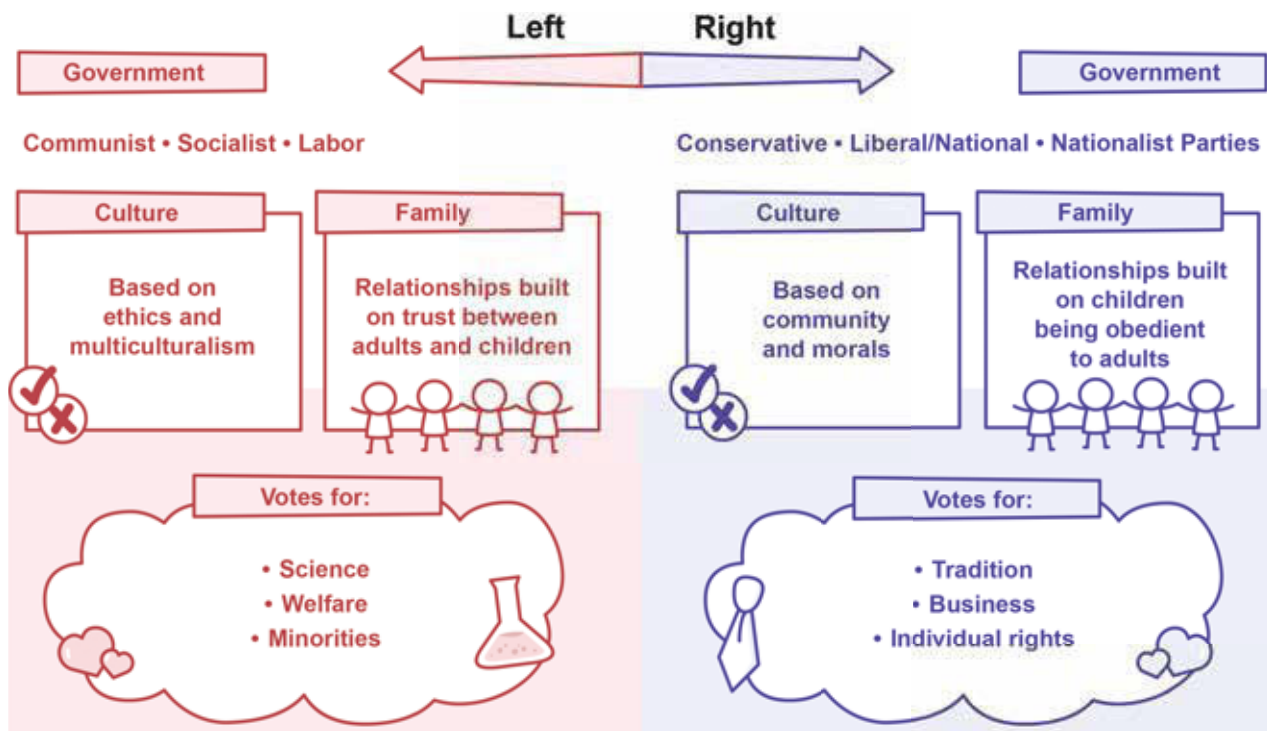 Left
Right
Government
Government
Communist • Socialist • Labor
Conservative • Liberal/National • Nationalist Parties
Culture
Based on
ethics and
multiculturalism
Family
Relationships built
on trust between
adults and children
Culture
Based on
community
and morals
Family
Relationships built
on children
being obedient
to adults
Votes for:
• Science
• Welfare
• Minorities
Votes for:
• Tradition
• Business
• Individual rights